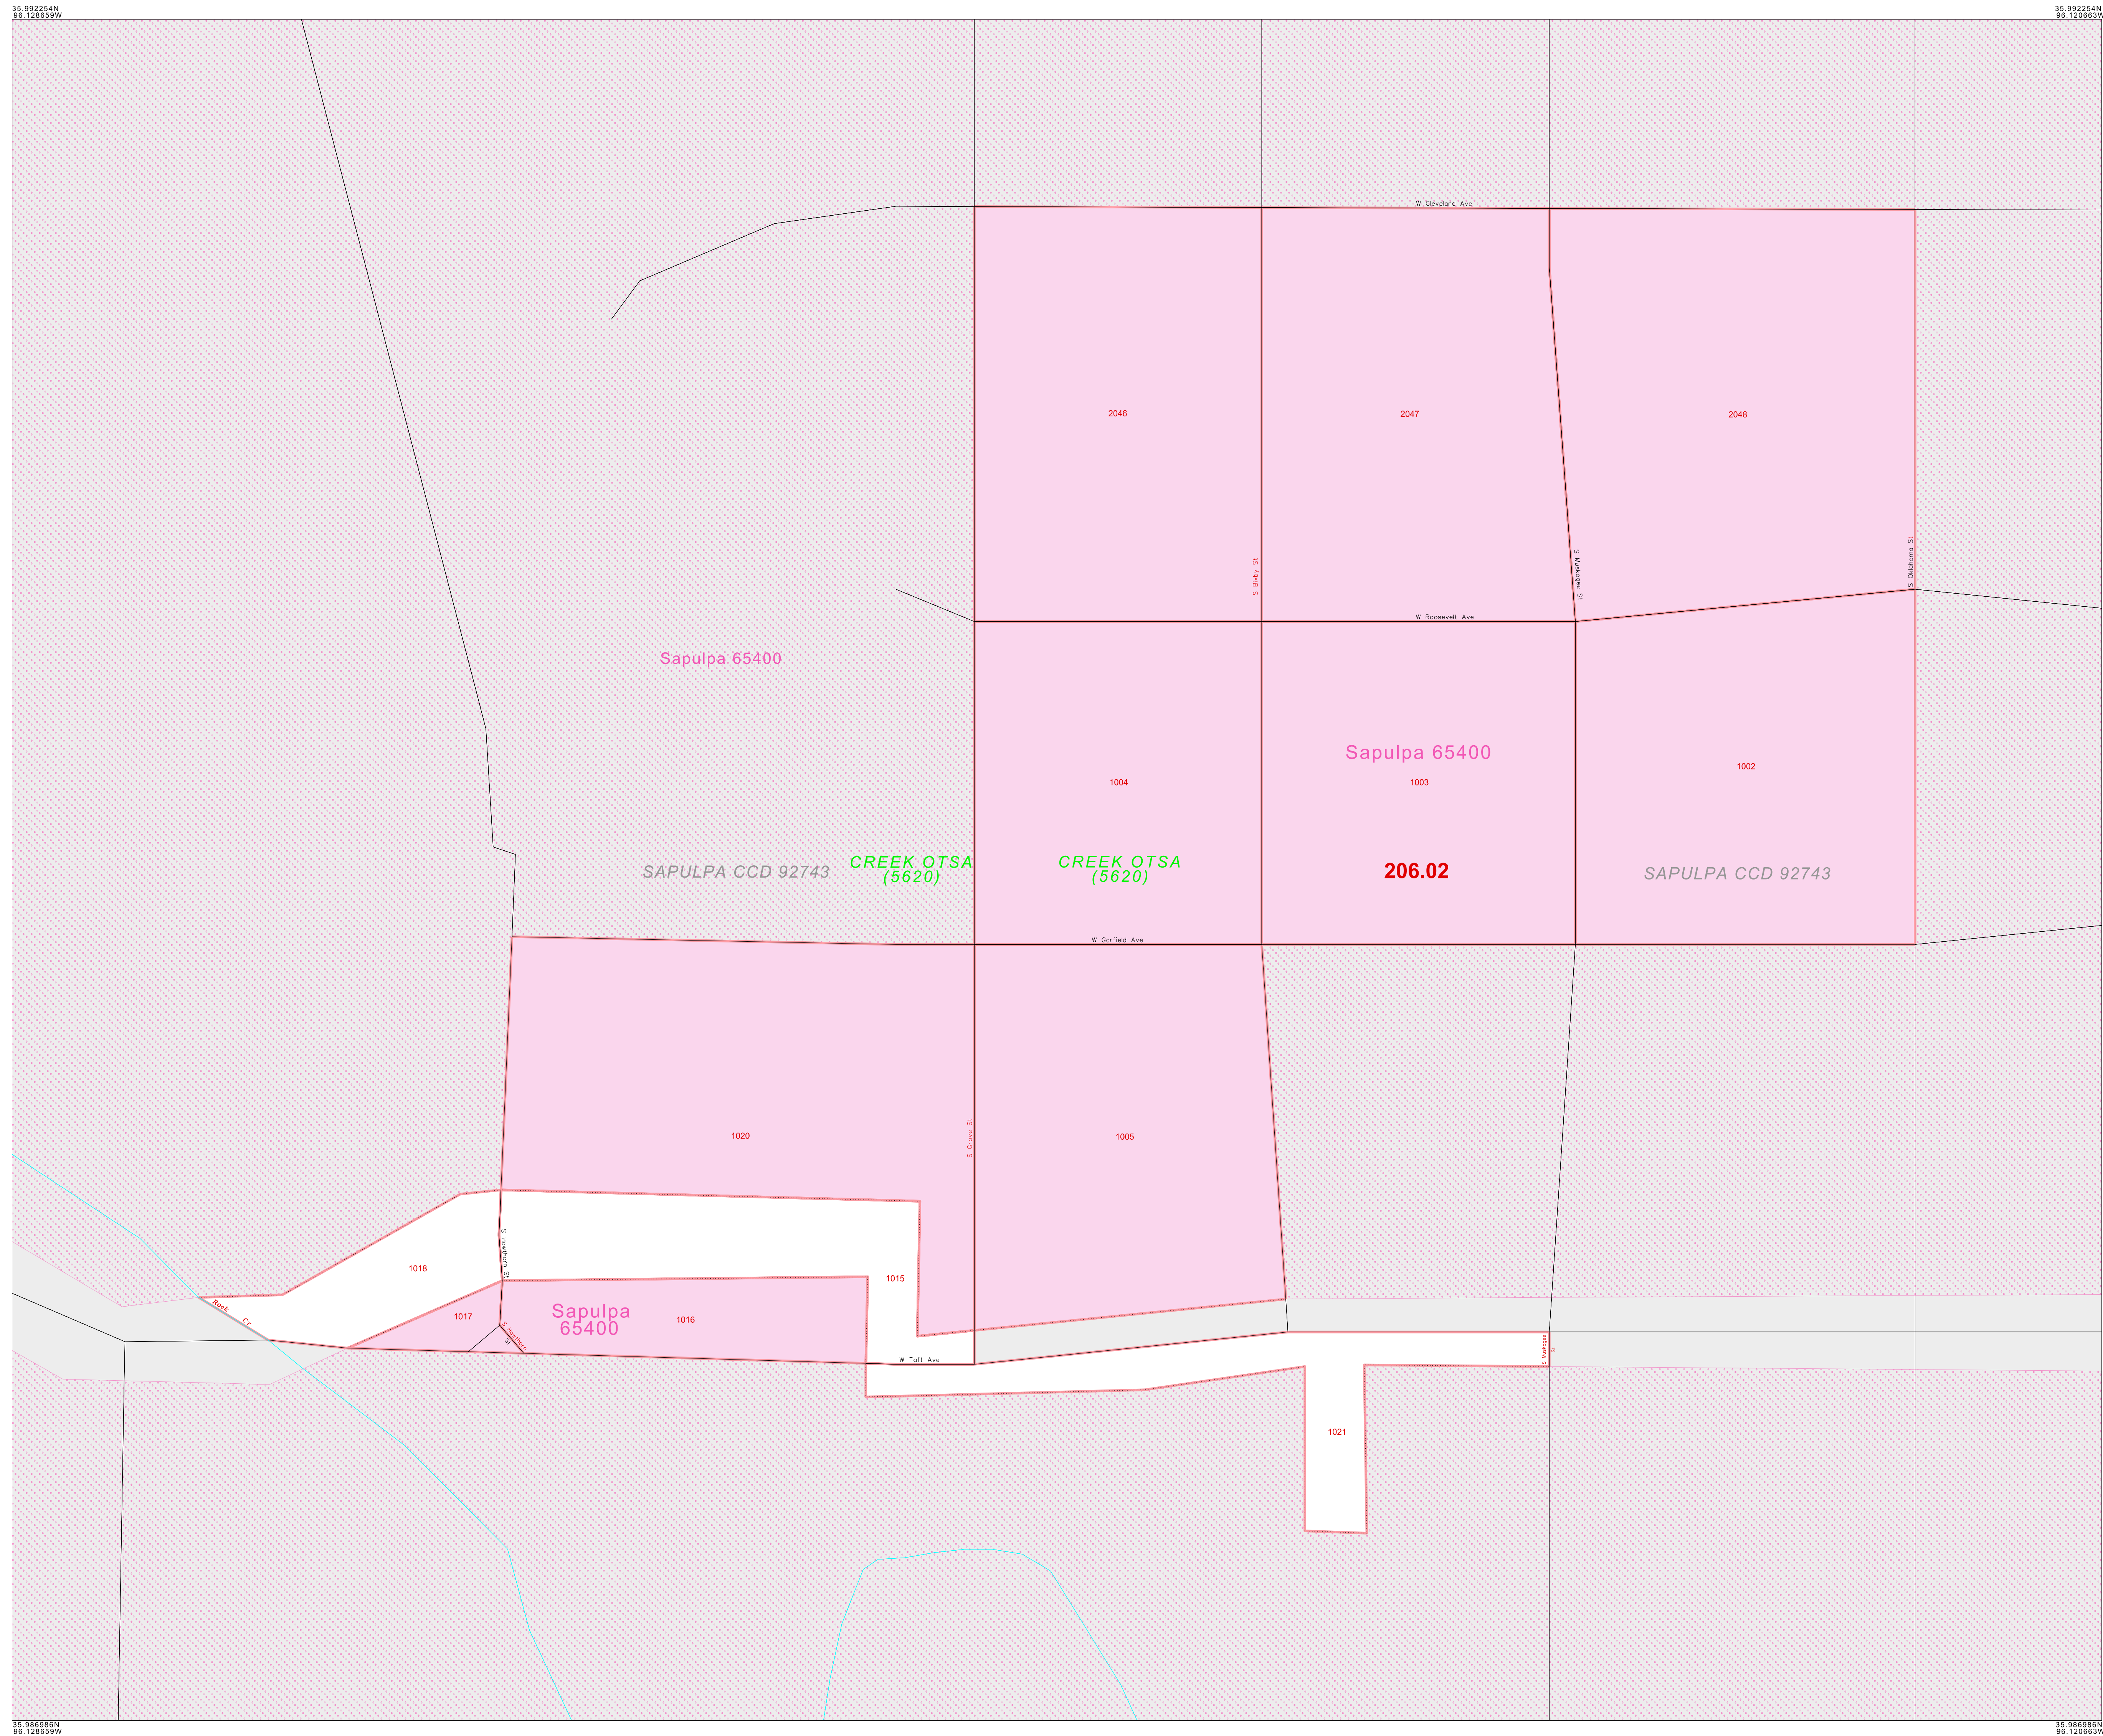 35.992254N
96.128659W
35.992254N
96.120663W
W Cleveland Ave
2046
2047
2048
S Bixby St
S Muskogee St
S Oklahoma St
W Roosevelt Ave
Sapulpa 65400
Sapulpa 65400
1004
1003
1002
SAPULPA CCD 92743
CREEK OTSA
(5620)
CREEK OTSA
(5620)
206.02
SAPULPA CCD 92743
W Garfield Ave
1020
S Grove St
1005
S Hawthorn St
1018
1015
Rock Cr
1017
Sapulpa
65400
1016
S Hawthorn
St
W Taft Ave
S Muskogee
St
1021
35.986986N
96.128659W
35.986986N
96.120663W